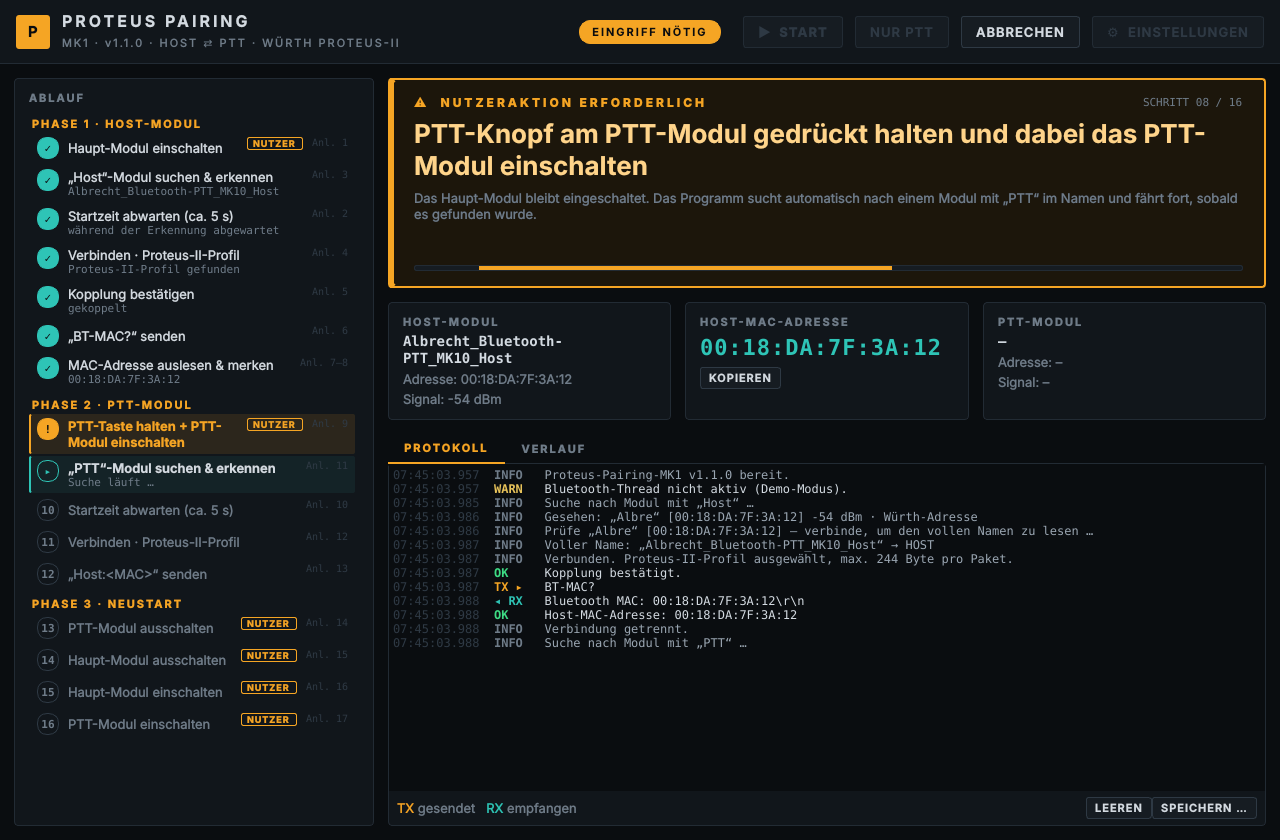 P
PROTEUS PAIRING
MK1 · v1.1.0 · HOST ⇄ PTT · WÜRTH PROTEUS-II
EINGRIFF NÖTIG
▶ START
NUR PTT
ABBRECHEN
⚙ EINSTELLUNGEN
ABLAUF
PHASE 1 · HOST-MODUL
✓ Haupt-Modul einschalten NUTZER Anl. 1
✓ „Host“-Modul suchen & erkennen Anl. 3
Albrecht_Bluetooth-PTT_MK10_Host
✓ Startzeit abwarten (ca. 5 s) Anl. 2
während der Erkennung abgewartet
✓ Verbinden · Proteus-II-Profil Anl. 4
Proteus-II-Profil gefunden
✓ Kopplung bestätigen Anl. 5
gekoppelt
✓ „BT-MAC?“ senden Anl. 6
✓ MAC-Adresse auslesen & merken Anl. 7–8
00:18:DA:7F:3A:12
PHASE 2 · PTT-MODUL
! PTT-Taste halten + PTT- NUTZER Anl. 9
Modul einschalten
▸ „PTT“-Modul suchen & erkennen Anl. 11
Suche läuft …
10 Startzeit abwarten (ca. 5 s) Anl. 10
11 Verbinden · Proteus-II-Profil Anl. 12
12 „Host:<MAC>“ senden Anl. 13
PHASE 3 · NEUSTART
13 PTT-Modul ausschalten NUTZER Anl. 14
14 Haupt-Modul ausschalten NUTZER Anl. 15
15 Haupt-Modul einschalten NUTZER Anl. 16
16 PTT-Modul einschalten NUTZER Anl. 17
⚠ NUTZERAKTION ERFORDERLICH
SCHRITT 08 / 16
PTT-Knopf am PTT-Modul gedrückt halten und dabei das PTT-
Modul einschalten
Das Haupt-Modul bleibt eingeschaltet. Das Programm sucht automatisch nach einem Modul mit „PTT“ im Namen und fährt fort, sobald
es gefunden wurde.
HOST-MODUL
Albrecht_Bluetooth-
PTT_MK10_Host
Adresse: 00:18:DA:7F:3A:12
Signal: -54 dBm
HOST-MAC-ADRESSE
00:18:DA:7F:3A:12
KOPIEREN
PTT-MODUL
–
Adresse: –
Signal: –
PROTOKOLL
VERLAUF
07:45:03.957 INFO Proteus-Pairing-MK1 v1.1.0 bereit.
07:45:03.957 WARN Bluetooth-Thread nicht aktiv (Demo-Modus).
07:45:03.985 INFO Suche nach Modul mit „Host“ …
07:45:03.986 INFO Gesehen: „Albre“ [00:18:DA:7F:3A:12] -54 dBm · Würth-Adresse
07:45:03.986 INFO Prüfe „Albre“ [00:18:DA:7F:3A:12] – verbinde, um den vollen Namen zu lesen …
07:45:03.987 INFO Voller Name: „Albrecht_Bluetooth-PTT_MK10_Host“ → HOST
07:45:03.987 INFO Verbunden. Proteus-II-Profil ausgewählt, max. 244 Byte pro Paket.
07:45:03.987 OK Kopplung bestätigt.
07:45:03.987 TX ▸ BT-MAC?
07:45:03.988 ◂ RX Bluetooth MAC: 00:18:DA:7F:3A:12\r\n
07:45:03.988 OK Host-MAC-Adresse: 00:18:DA:7F:3A:12
07:45:03.988 INFO Verbindung getrennt.
07:45:03.988 INFO Suche nach Modul mit „PTT“ …
TX gesendet RX empfangen
LEEREN
SPEICHERN …